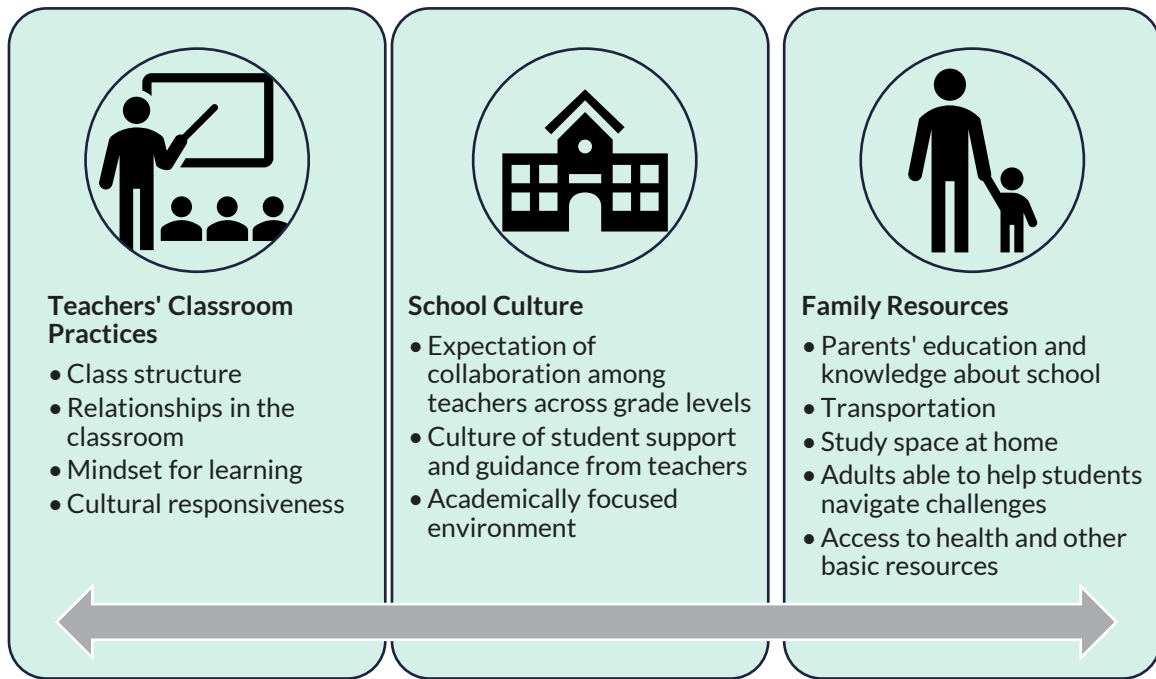 Teachers' Classroom
Practices
• Class structure
• Relationships in the
classroom
• Mindset for learning
• Cultural responsiveness
School Culture
• Expectation of
collaboration among
teachers across grade levels
• Culture of student support
and guidance from teachers
• Academically focused
environment
Family Resources
• Parents' education and
knowledge about school
• Transportation
• Study space at home
• Adults able to help students
navigate challenges
• Access to health and other
basic resources